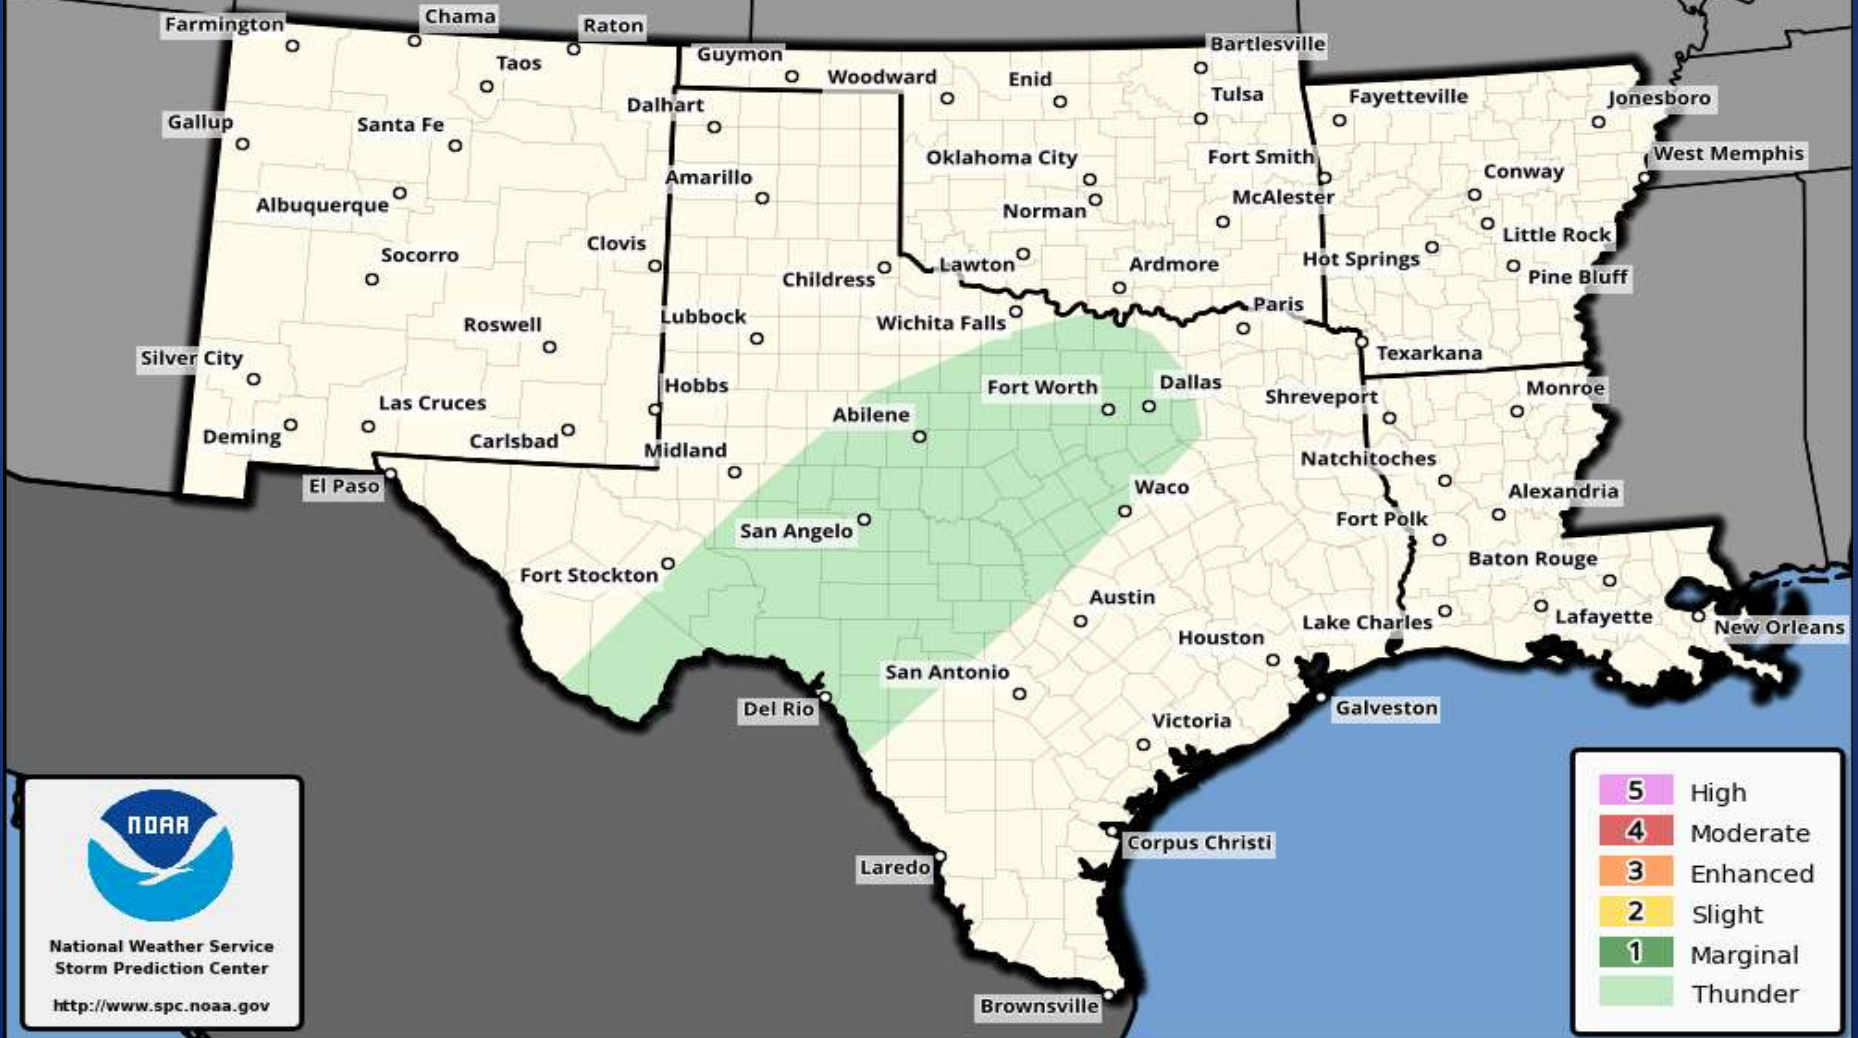 Farmington
Chama
Raton
Taos
Guymon
Woodward
Enid
Bartlesville
Dalhart
Tulsa
Fayetteville
Jonesboro
Gallup
Santa Fe
Oklahoma City
Fort Smith
West Memphis
Conway
Amarillo
McAlester
Albuquerque
Norman
Little Rock
Socorro
Clovis
Childress
Lawton
Ardmore
Hot Springs
Pine Bluff
Paris
Roswell
Lubbock
Wichita Falls
Texarkana
Silver City
Hobbs
Fort Worth
Dallas
Shreveport
Monroe
Las Cruces
Abilene
Deming
Carlsbad
Midland
Natchitoches
El Paso
Waco
Alexandria
San Angelo
Fort Polk
Baton Rouge
Fort Stockton
Austin
Houston
Lake Charles
Lafayette
New Orleans
San Antonio
Del Rio
Victoria
Galveston
Corpus Christi
Laredo
Brownsville
NOAA
National Weather Service
Storm Prediction Center
http://www.spc.noaa.gov
5 High
4 Moderate
3 Enhanced
2 Slight
1 Marginal
Thunder